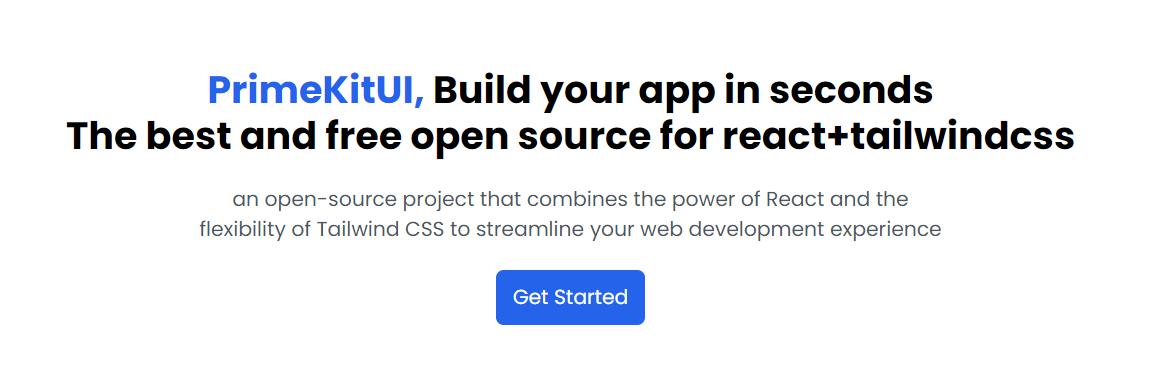 PrimeKitUI, Build your app in seconds
The best and free open source for react+tailwindcss
an open-source project that combines the power of React and the
flexibility of Tailwind CSS to streamline your web development experience
Get Started